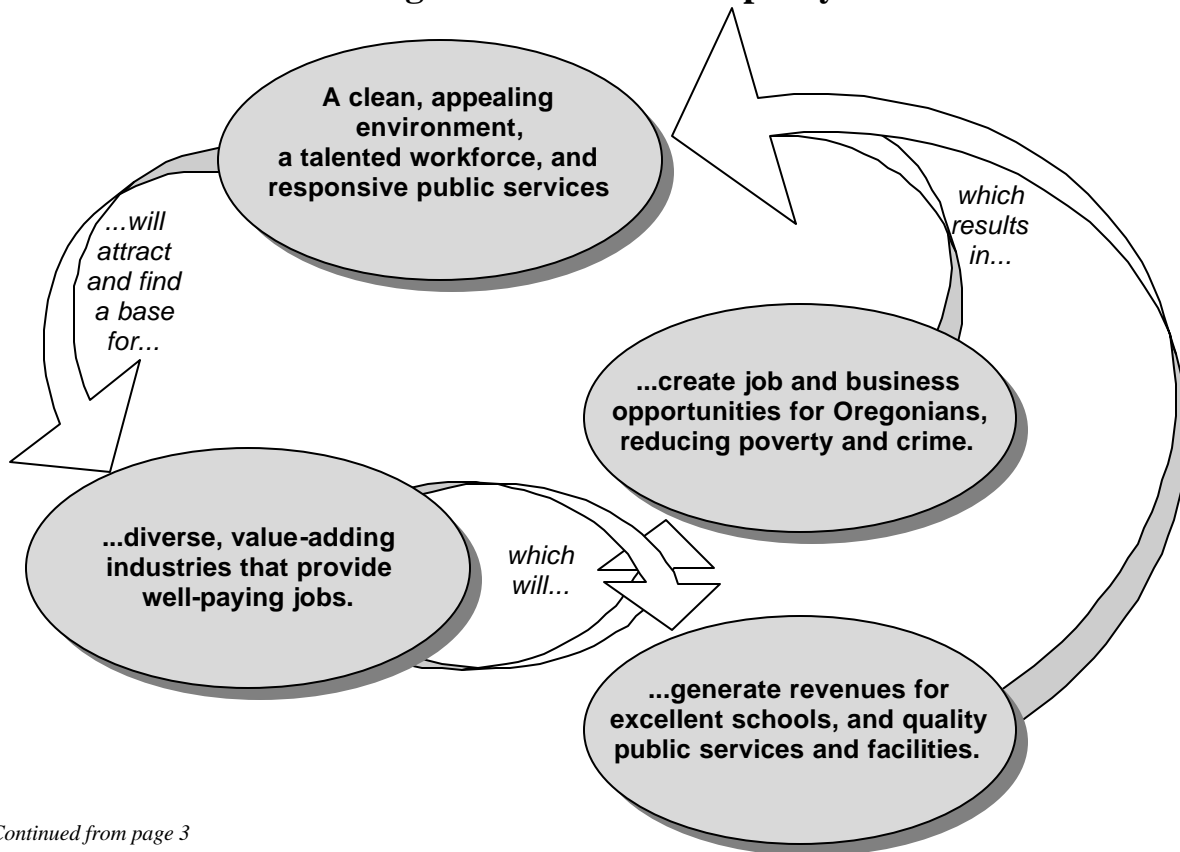 A clean, appealing
environment,
a talented workforce, and
responsive public services
...will
attract
and find
a base
for...
...diverse, value-adding
industries that provide
well-paying jobs.
which
will...
...create job and business
opportunities for Oregonians,
reducing poverty and crime.
...generate revenues for
excellent schools, and quality
public services and facilities.
which
results
in...
Continued from page 3